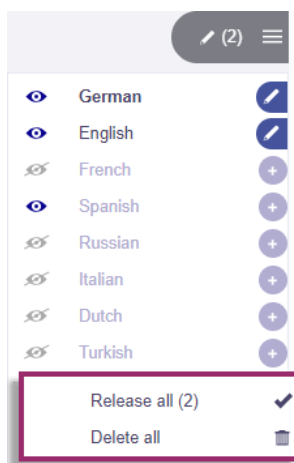 (2)
German
English
French
Spanish
Russian
Italian
Dutch
Turkish
Release all (2)
Delete all